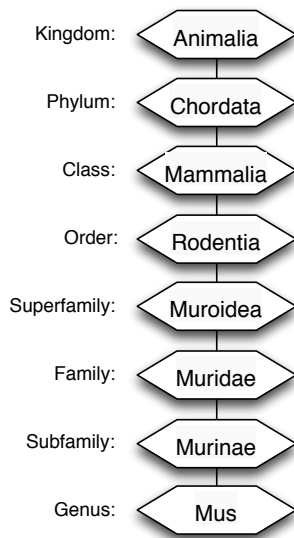 Kingdom: Animalia
Phylum: Chordata
Class: Mammalia
Order: Rodentia
Superfamily: Muroidea
Family: Muridae
Subfamily: Murinae
Genus: Mus